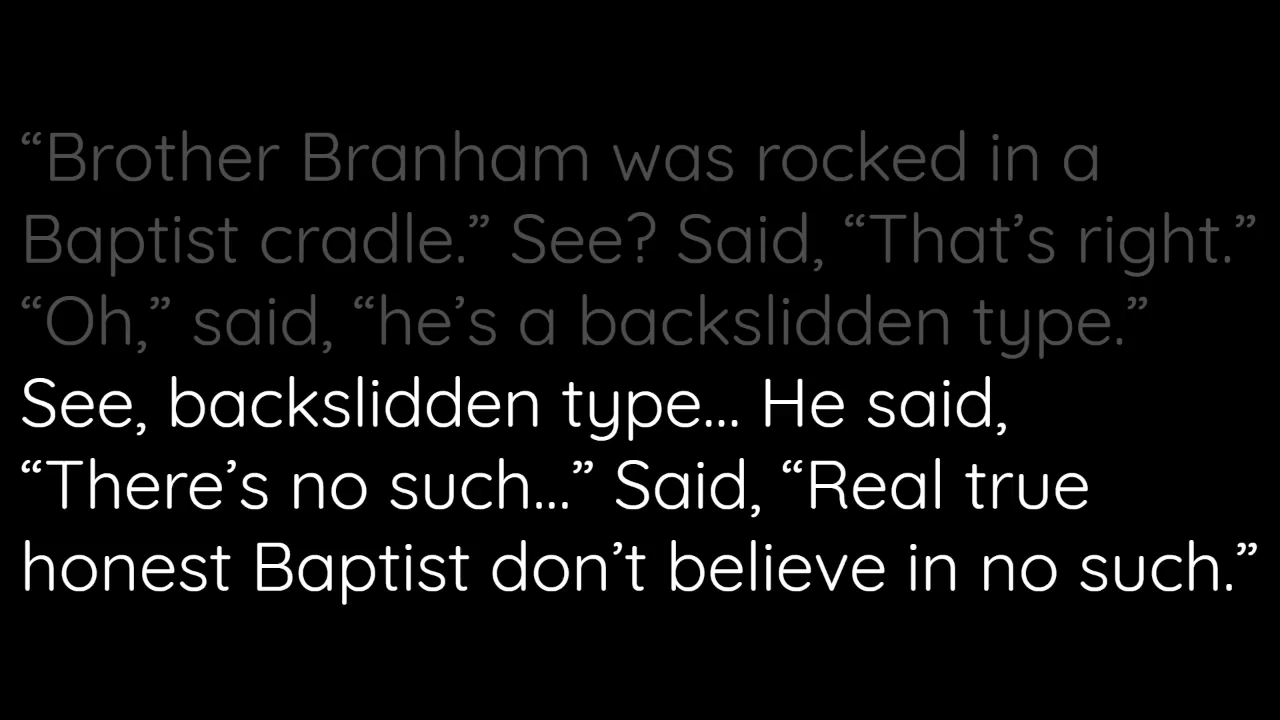 “Brother Branham was rocked in a
Baptist cradle.” See? Said, “That’s right.”
“Oh,” said, “he’s a backslidden type.”
See, backslidden type... He said,
“There’s no such...” Said, “Real true
honest Baptist don’t believe in no such.”